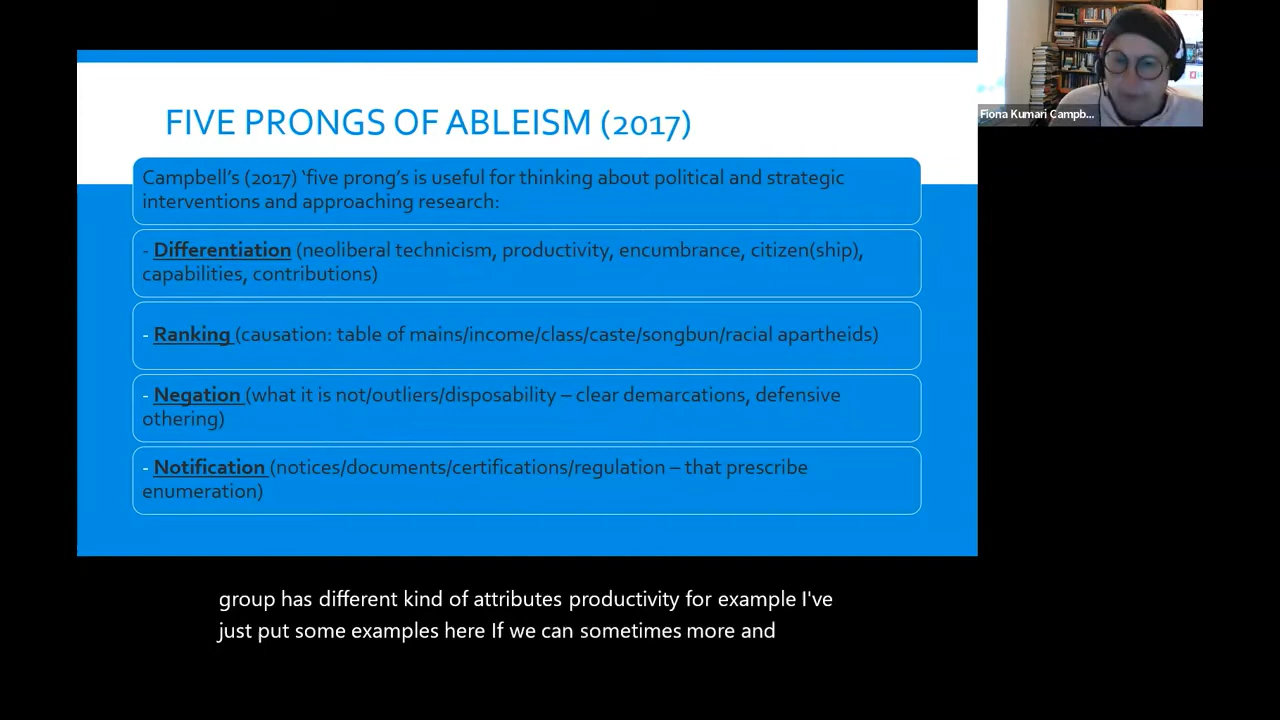 FIVE PRONGS OF ABLEISM (2017)
Campbell's (2017) 'five prong's is useful for thinking about political and strategic
interventions and approaching research:
- Differentiation (neoliberal technicism, productivity, encumbrance, citizen(ship),
capabilities, contributions)
- Ranking (causation: table of mains/income/class/caste/songbun/racial apartheids)
- Negation (what it is not/outliers/disposability – clear demarcations, defensive
othering)
- Notification (notices/documents/certifications/regulation – that prescribe
enumeration)
Fiona Kumari Campb...
group has different kind of attributes productivity for example I've
just put some examples here If we can sometimes more and